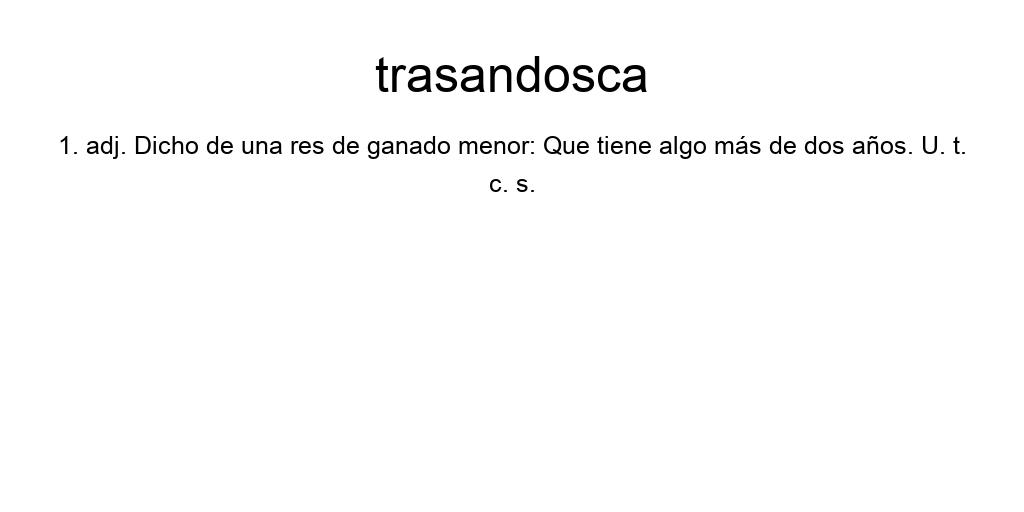 trasandosca
1. adj. Dicho de una res de ganado menor: Que tiene algo más de dos años. U. t.
c. s.